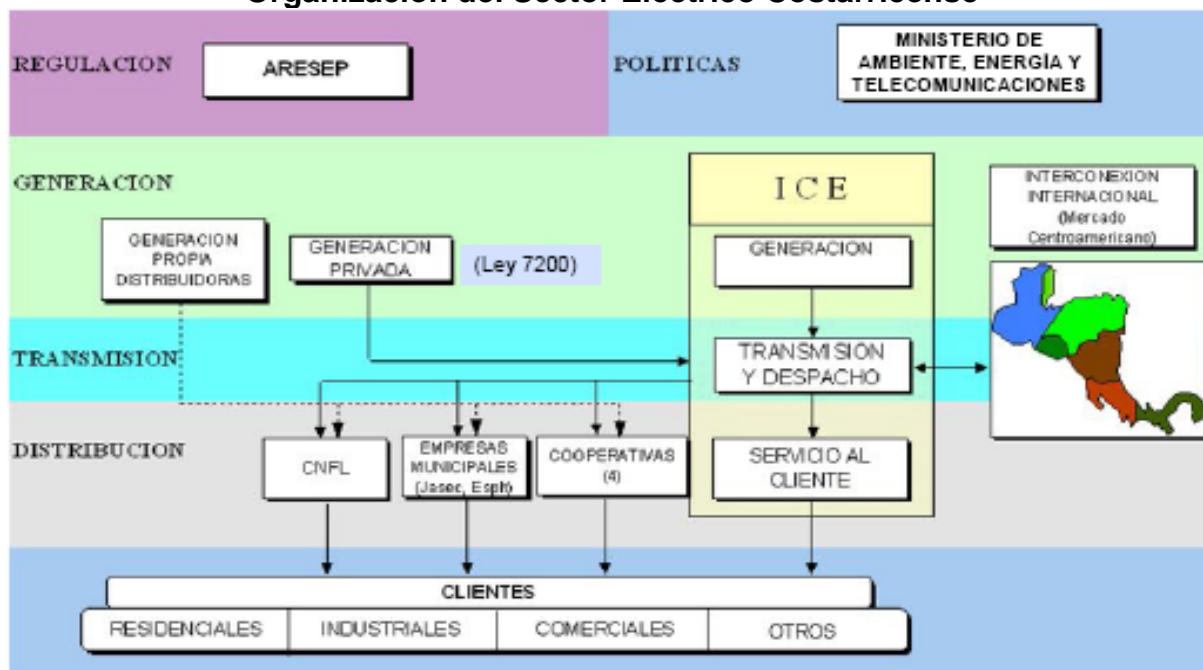 Organización del Sector Eléctrico Costarricense
REGULACION
ARESEP
POLITICAS
MINISTERIO DE
AMBIENTE, ENERGÍA Y
TELECOMUNICACIONES
GENERACION
GENERACION
PROPIA
DISTRIBUIDORAS
GENERACION
PRIVADA
(Ley 7200)
I C E
GENERACION
INTERCONEXION
INTERNACIONAL
(Mercado
Centroamericano)
TRANSMISION
TRANSMISION
Y DESPACHO
DISTRIBUCION
CNFL
EMPRESAS
MUNICIPALES
(Jasec, Esph)
COOPERATIVAS
(4)
SERVICIO AL
CLIENTE
CLIENTES
RESIDENCIALES
INDUSTRIALES
COMERCIALES
OTROS